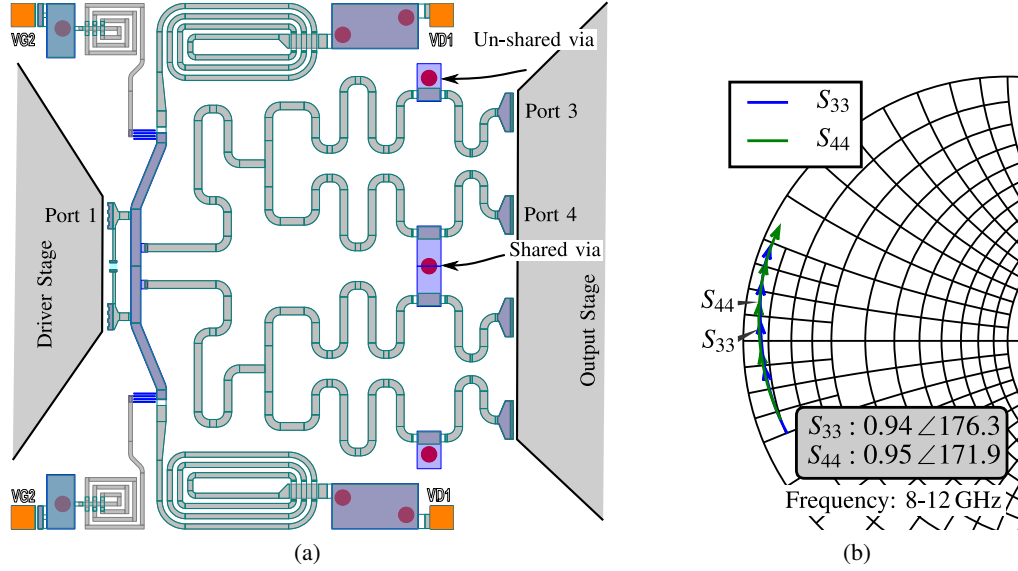 VG2
VD1
Un-shared via
Port 3
Port 1
Port 4
Driver Stage
Shared via
Output Stage
VG2
VD1
(a)
S33
S44
S44
S33
S33 : 0.94 ∠176.3
S44 : 0.95 ∠171.9
Frequency: 8-12 GHz
(b)